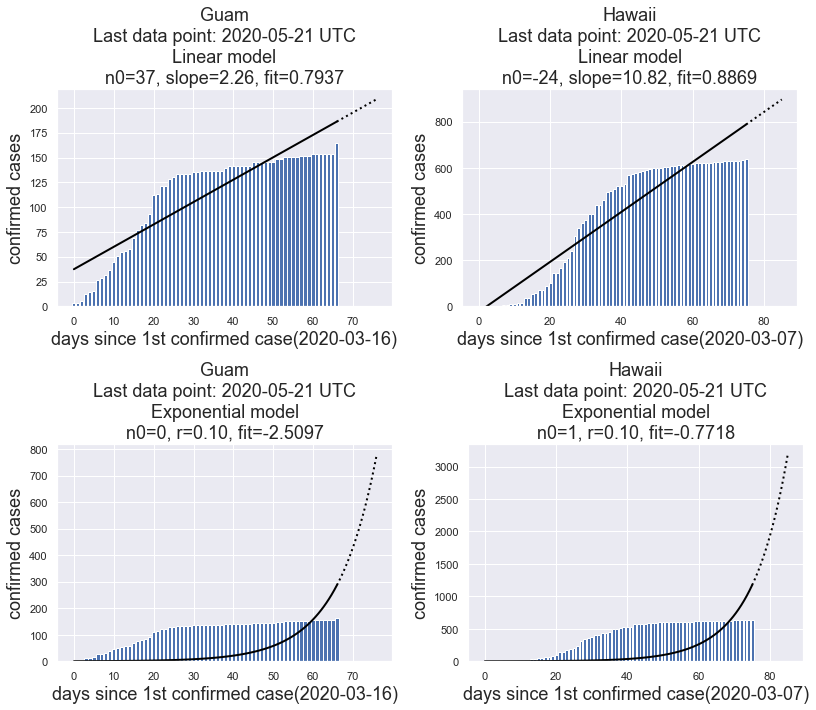 Guam
Last data point: 2020-05-21 UTC
Linear model
n0=37, slope=2.26, fit=0.7937
confirmed cases
200
175
150
125
100
75
50
25
0
0 10 20 30 40 50 60 70
days since 1st confirmed case(2020-03-16)
Hawaii
Last data point: 2020-05-21 UTC
Linear model
n0=-24, slope=10.82, fit=0.8869
confirmed cases
800
600
400
200
0
0 20 40 60 80
days since 1st confirmed case(2020-03-07)
Guam
Last data point: 2020-05-21 UTC
Exponential model
n0=0, r=0.10, fit=-2.5097
confirmed cases
800
700
600
500
400
300
200
100
0
0 10 20 30 40 50 60 70
days since 1st confirmed case(2020-03-16)
Hawaii
Last data point: 2020-05-21 UTC
Exponential model
n0=1, r=0.10, fit=-0.7718
confirmed cases
3000
2500
2000
1500
1000
500
0
0 20 40 60 80
days since 1st confirmed case(2020-03-07)